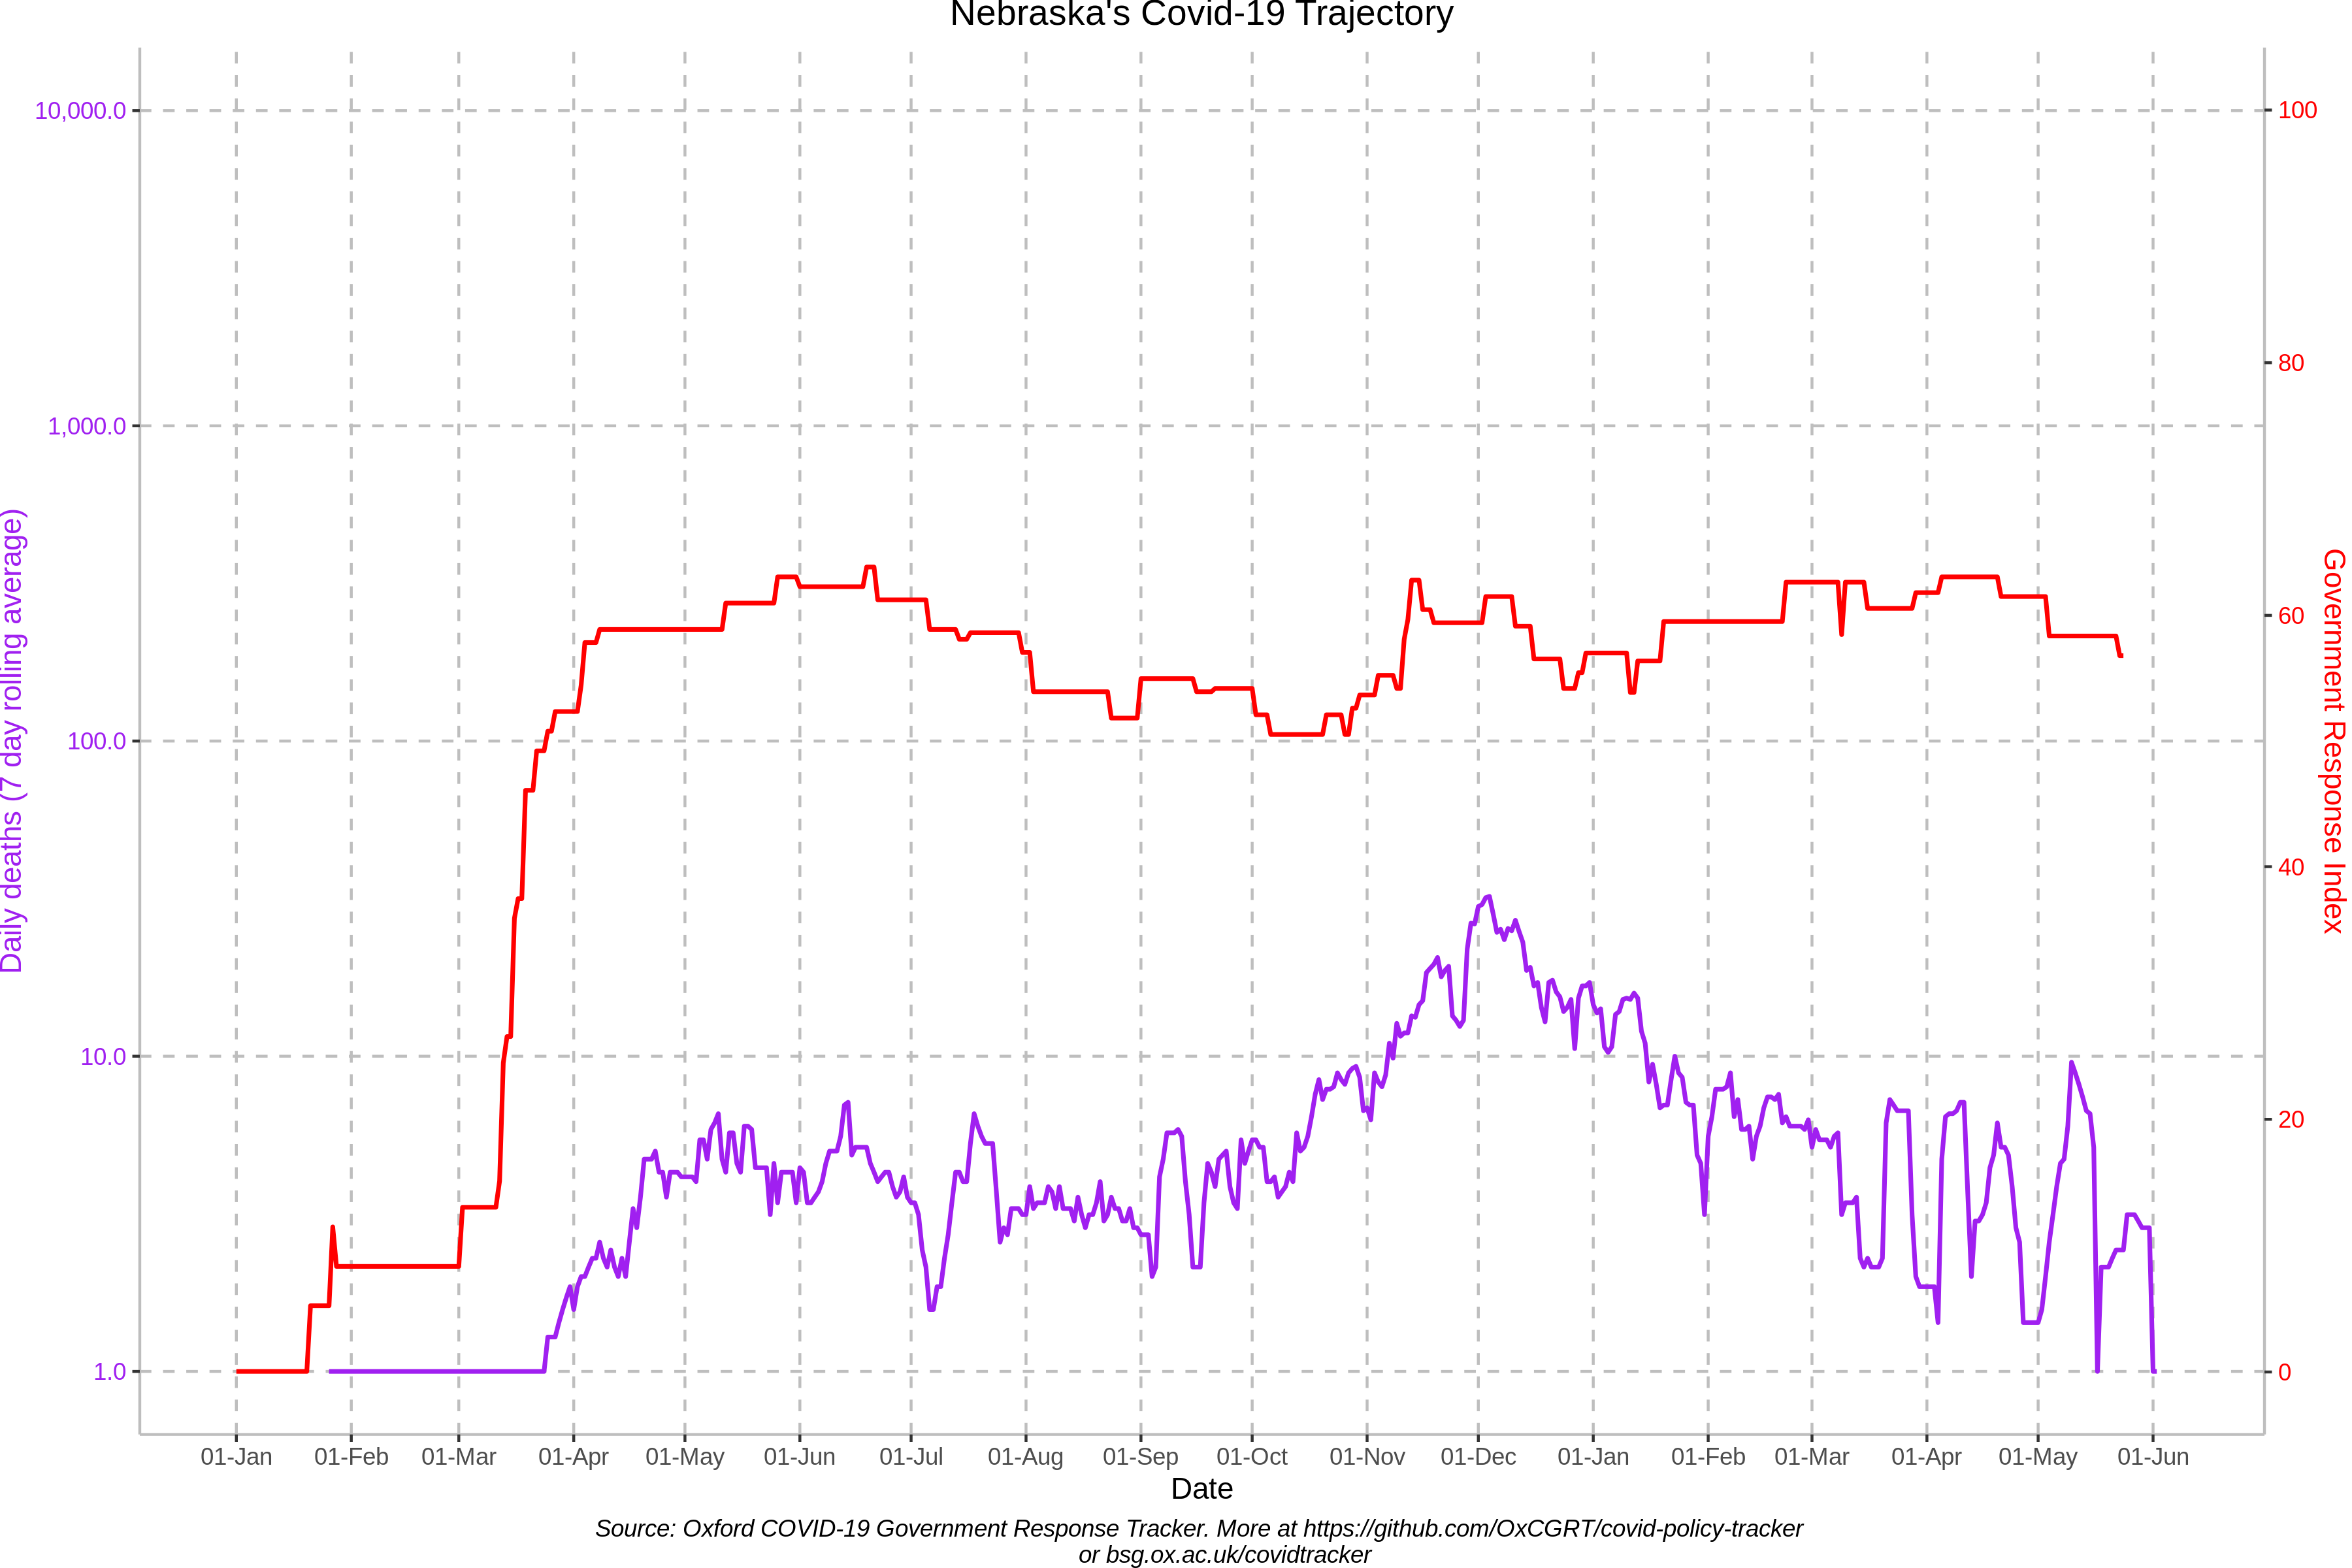 Nebraska's Covid-19 Trajectory
10,000.0
1,000.0
100.0
10.0
1.0
Daily deaths (7 day rolling average)
100
80
60
40
20
0
Government Response Index
01-Jan 01-Feb 01-Mar 01-Apr 01-May 01-Jun 01-Jul 01-Aug 01-Sep 01-Oct 01-Nov 01-Dec 01-Jan 01-Feb 01-Mar 01-Apr 01-May 01-Jun
Date
Source: Oxford COVID-19 Government Response Tracker. More at https://github.com/OxCGRT/covid-policy-tracker
or bsg.ox.ac.uk/covidtracker